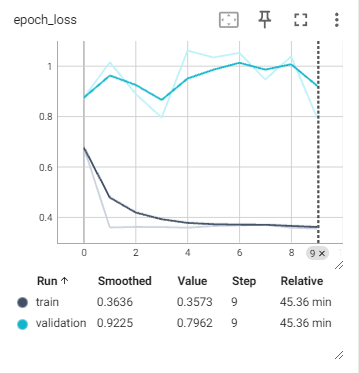 epoch_loss
1
0.8
0.6
0.4
0 2 4 6 8 9 ×
Run ↑ Smoothed Value Step Relative
train 0.3636 0.3573 9 45.36 min
validation 0.9225 0.7962 9 45.36 min